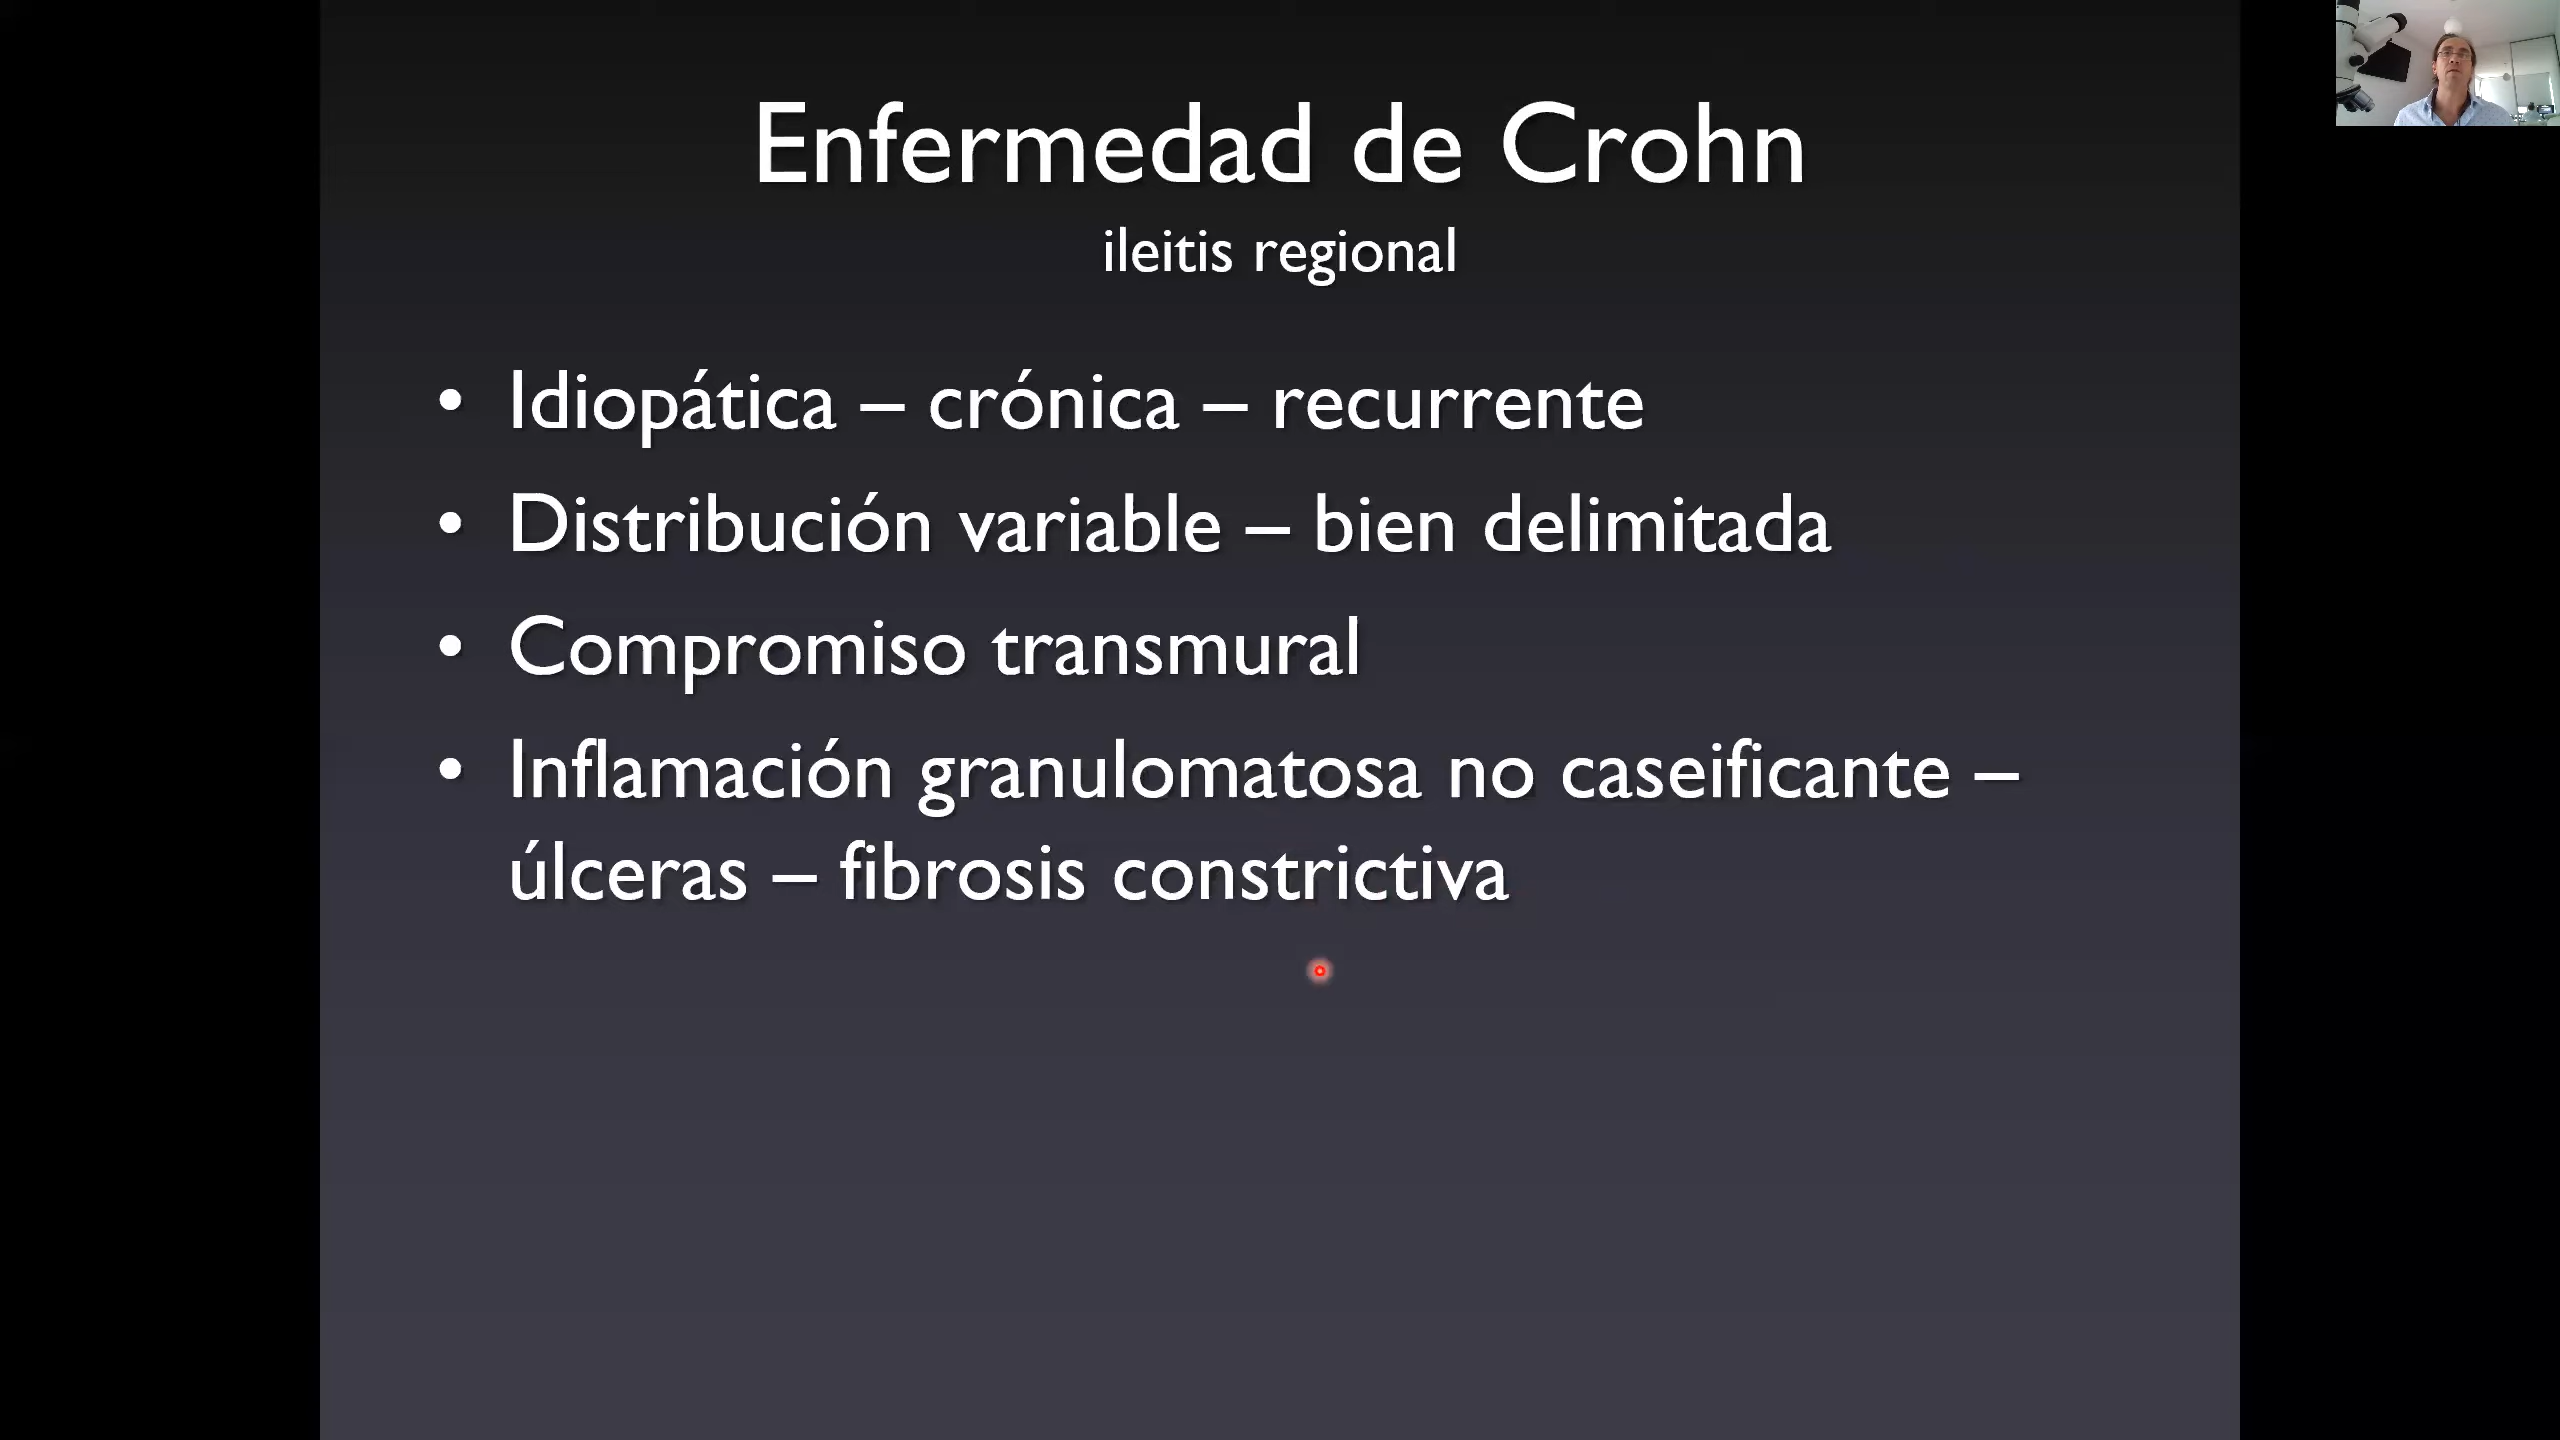 Enfermedad de Crohn
ileitis regional
• Idiopática – crónica – recurrente
• Distribución variable – bien delimitada
• Compromiso transmural
• Inflamación granulomatosa no caseificante –
úlceras – fibrosis constrictiva